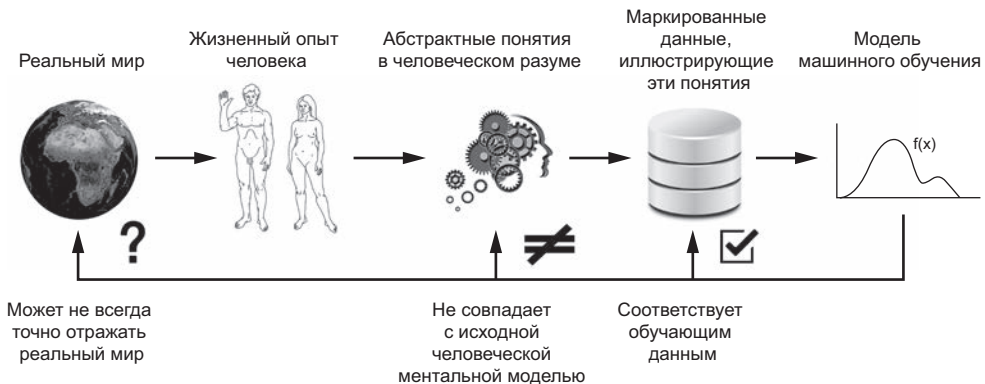 Реальный мир
Жизненный опыт
человека
Абстрактные понятия
в человеческом разуме
Маркированные
данные,
иллюстрирующие
эти понятия
Модель
машинного обучения
f(x)
?
≠
Может не всегда
точно отражать
реальный мир
Не совпадает
с исходной
человеческой
ментальной моделью
Соответствует
обучающим
данным